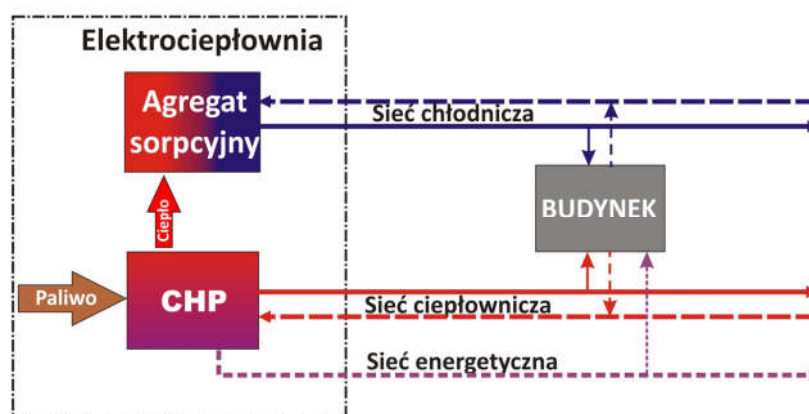 Elektrociepłownia
Agregat
sorpcyjny
Sieć chłodnicza
Ciepło
BUDYNEK
Paliwo
CHP
Sieć ciepłownicza
Sieć energetyczna